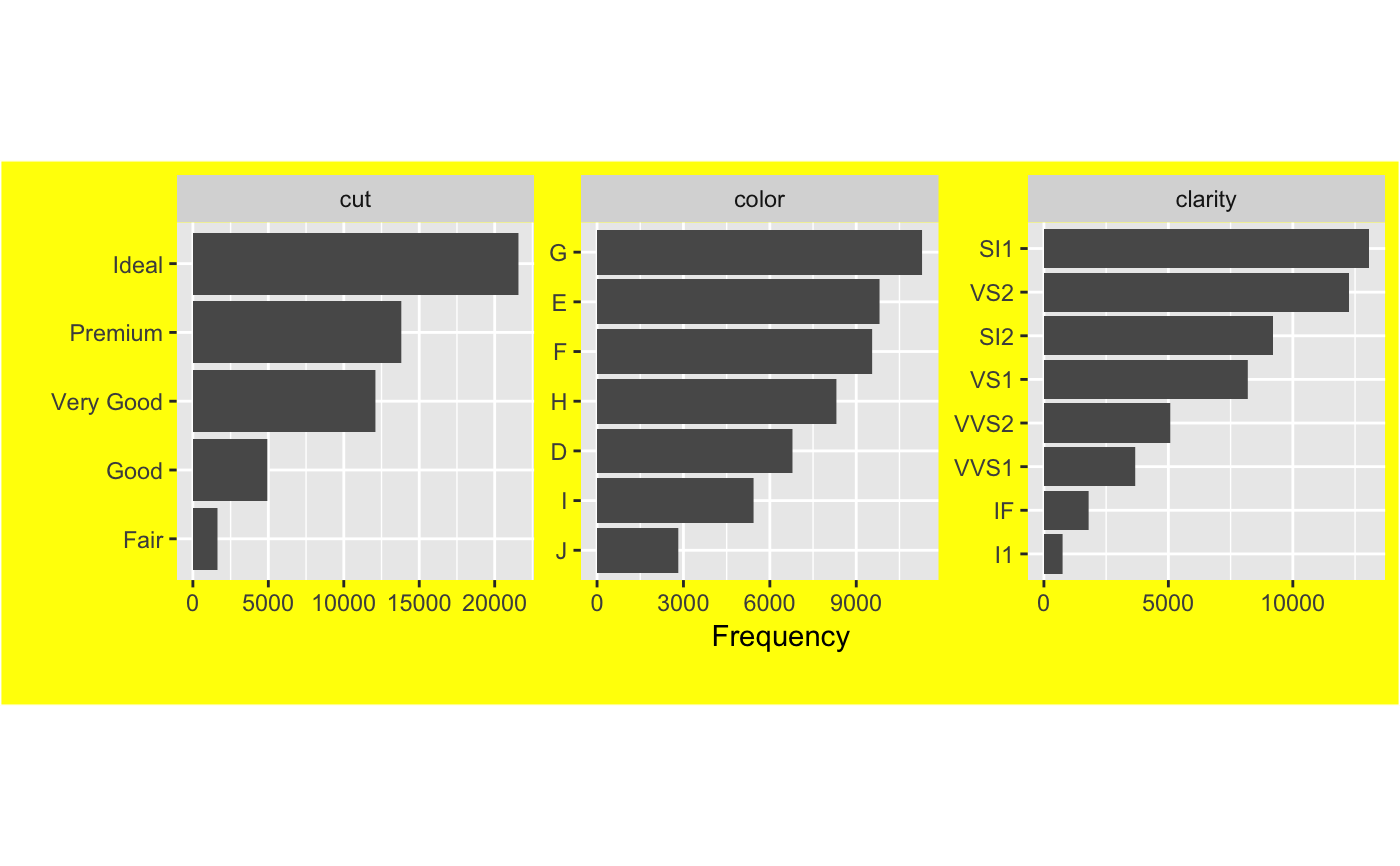 cut
Ideal
Premium
Very Good
Good
Fair
0 5000 10000 15000 20000
color
G
E
F
H
D
I
J
0 3000 6000 9000
clarity
SI1
VS2
SI2
VS1
VVS2
VVS1
IF
I1
0 5000 10000
Frequency